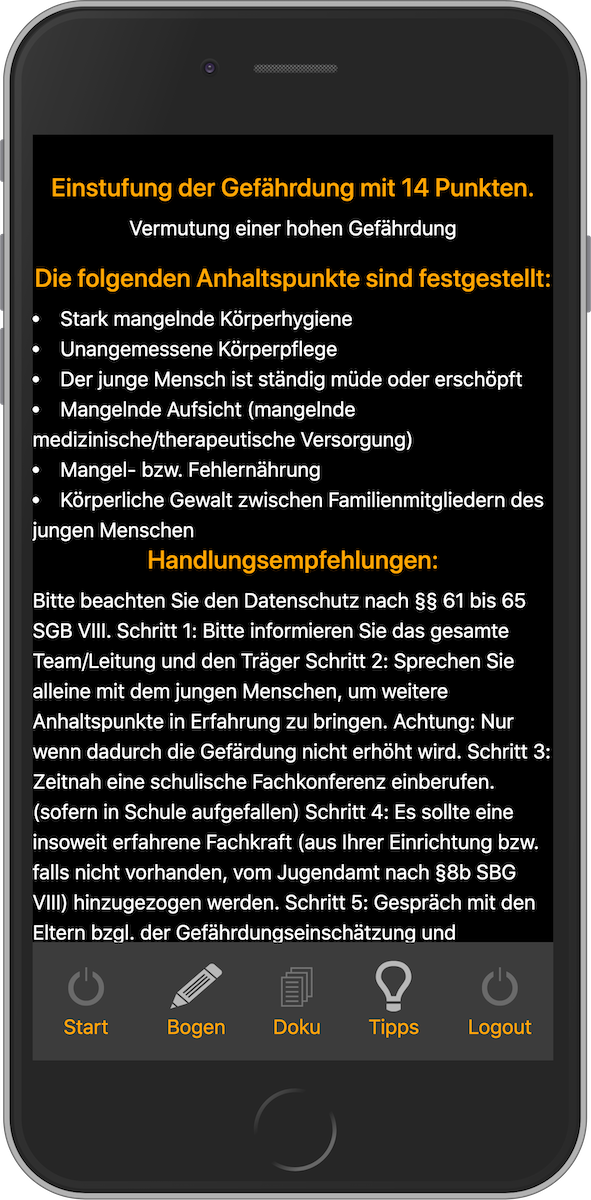 Einstufung der Gefährdung mit 14 Punkten.
Vermutung einer hohen Gefährdung
Die folgenden Anhaltspunkte sind festgestellt:
• Stark mangelnde Körperhygiene
• Unangemessene Körperpflege
• Der junge Mensch ist ständig müde oder erschöpft
• Mangelnde Aufsicht (mangelnde
medizinische/therapeutische Versorgung)
• Mangel- bzw. Fehlernährung
• Körperliche Gewalt zwischen Familienmitgliedern des
jungen Menschen
Handlungsempfehlungen:
Bitte beachten Sie den Datenschutz nach §§ 61 bis 65
SGB VIII. Schritt 1: Bitte informieren Sie das gesamte
Team/Leitung und den Träger Schritt 2: Sprechen Sie
alleine mit dem jungen Menschen, um weitere
Anhaltspunkte in Erfahrung zu bringen. Achtung: Nur
wenn dadurch die Gefärdung nicht erhöht wird. Schritt 3:
Zeitnah eine schulische Fachkonferenz einberufen.
(sofern in Schule aufgefallen) Schritt 4: Es sollte eine
insoweit erfahrene Fachkraft (aus Ihrer Einrichtung bzw.
falls nicht vorhanden, vom Jugendamt nach §8b SBG
VIII) hinzugezogen werden. Schritt 5: Gespräch mit den
Eltern bzgl. der Gefährdungseinschätzung und
Start Bogen Doku Tipps Logout